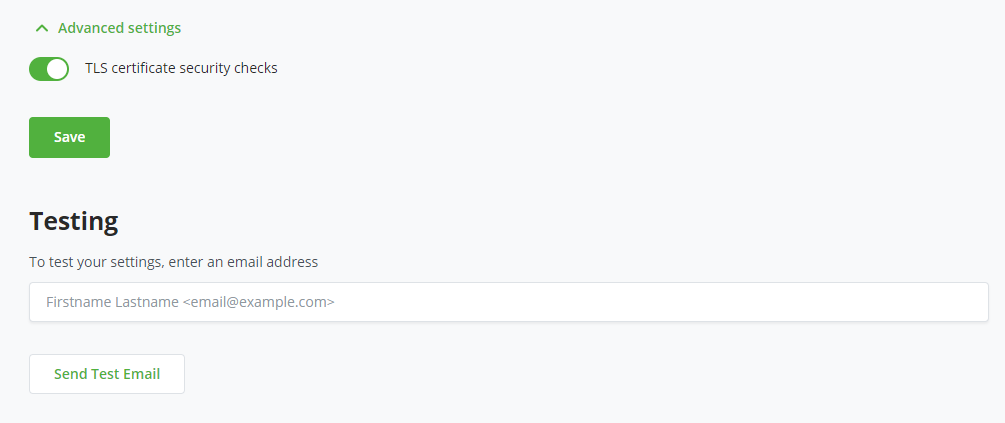 Advanced settings
TLS certificate security checks
Save
Testing
To test your settings, enter an email address
Firstname Lastname <email@example.com>
Send Test Email